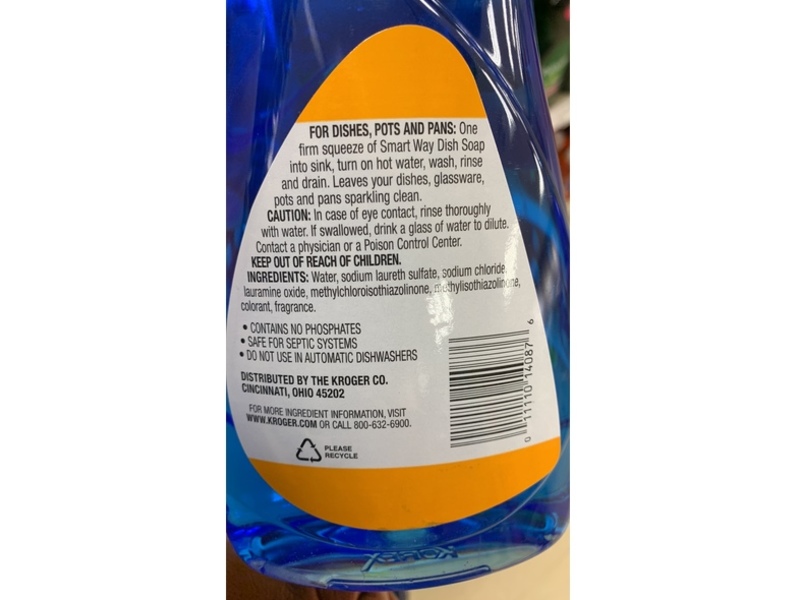 FOR DISHES, POTS AND PANS: One
firm squeeze of Smart Way Dish Soap
into sink, turn on hot water, wash, rinse
and drain. Leaves your dishes, glassware,
pots and pans sparkling clean.
CAUTION: In case of eye contact, rinse thoroughly
with water. If swallowed, drink a glass of water to dilute.
Contact a physician or a Poison Control Center.
KEEP OUT OF REACH OF CHILDREN.
INGREDIENTS: Water, sodium laureth sulfate, sodium chloride,
lauramine oxide, methylchloroisothiazolinone, methylisothiazolinone,
colorant, fragrance.
• CONTAINS NO PHOSPHATES
• SAFE FOR SEPTIC SYSTEMS
• DO NOT USE IN AUTOMATIC DISHWASHERS
DISTRIBUTED BY THE KROGER CO.
CINCINNATI, OHIO 45202
FOR MORE INGREDIENT INFORMATION, VISIT
WWW.KROGER.COM OR CALL 800-632-6900.
PLEASE
RECYCLE
0 11110 14087 6